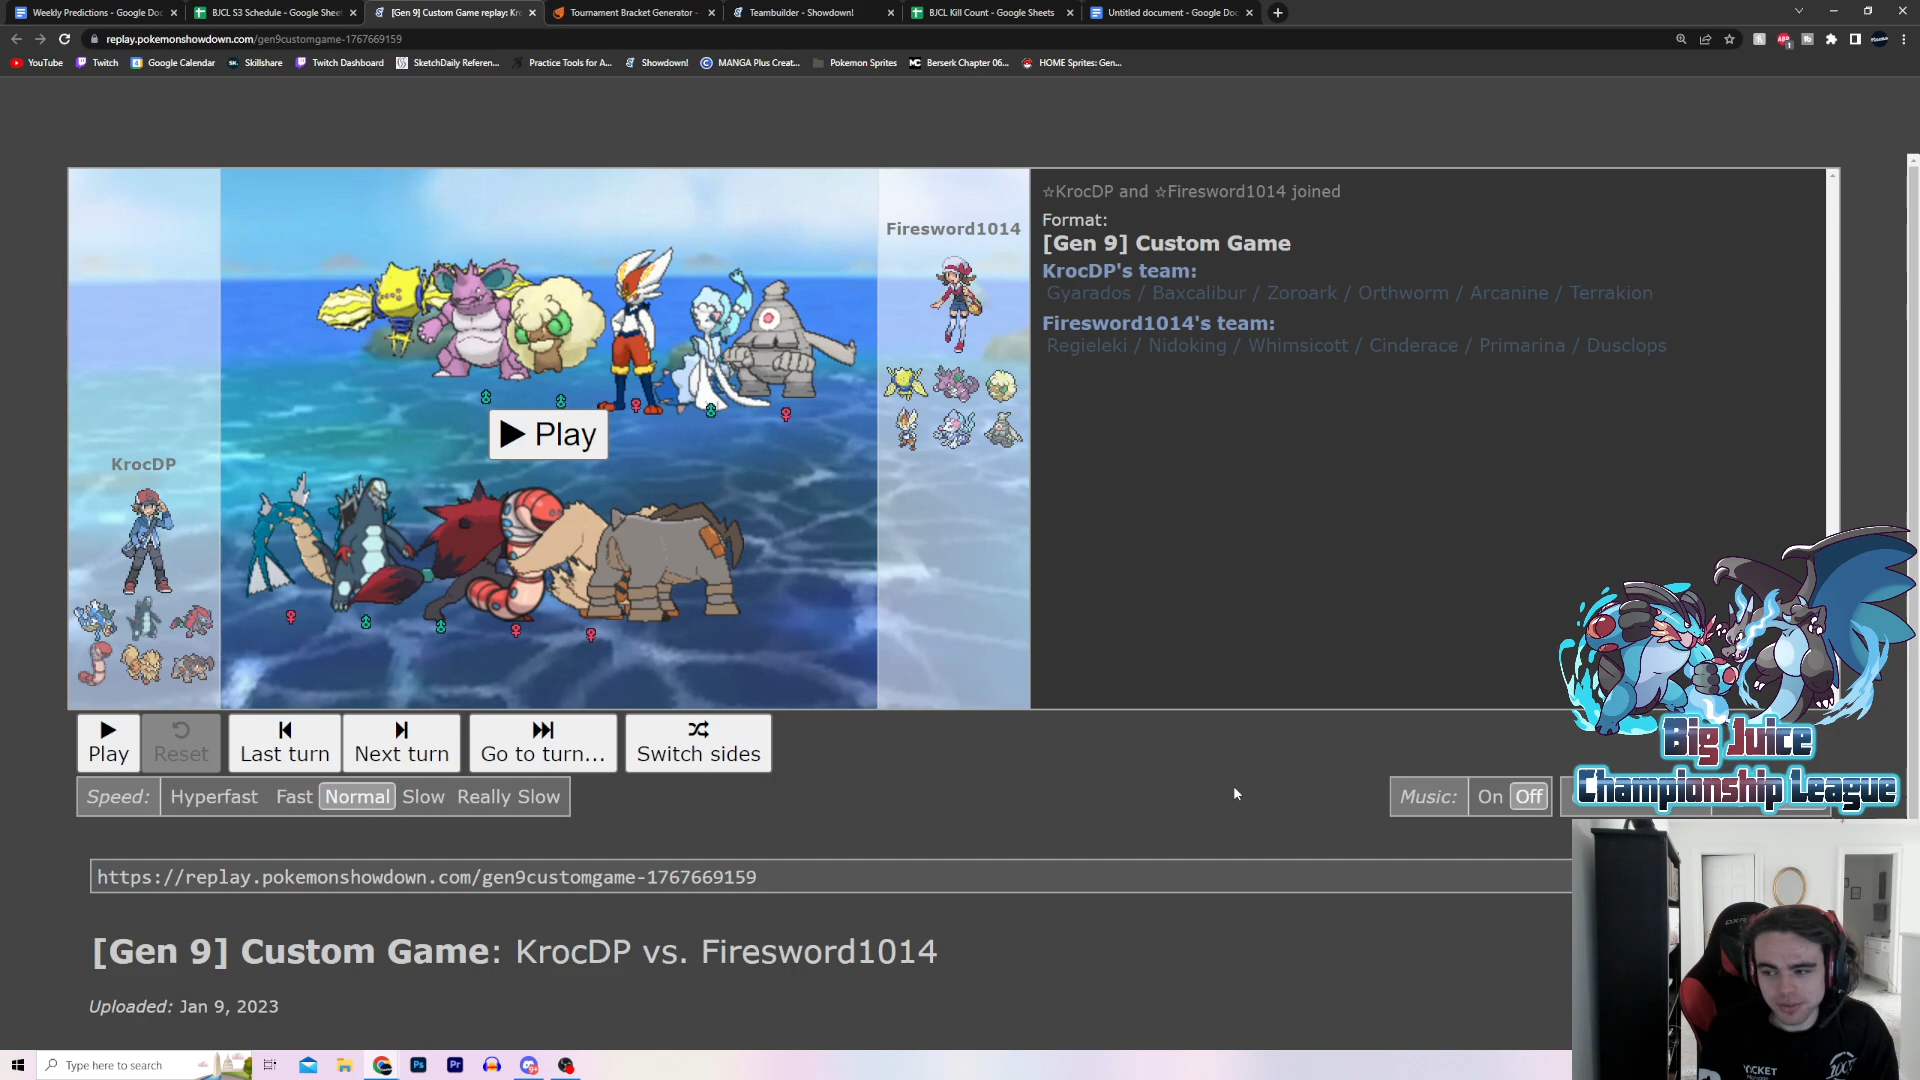 Weekly Predictions - Google Doc
BJCL S3 Schedule - Google Sheet
[Gen 9] Custom Game replay: Kr
Tournament Bracket Generator -
Teambuilder - Showdown!
BJCL Kill Count - Google Sheets
Untitled document - Google Doc
replay.pokemonshowdown.com/gen9customgame-1767669159
YouTube
Twitch
Google Calendar
Skillshare
Twitch Dashboard
SketchDaily Referen...
Practice Tools for A...
Showdown!
MANGA Plus Creat...
Pokemon Sprites
Berserk Chapter 06...
HOME Sprites: Gen...
☆KrocDP and ☆Firesword1014 joined
Format:
[Gen 9] Custom Game
KrocDP's team:
Gyarados / Baxcalibur / Zoroark / Orthworm / Arcanine / Terrakion
Firesword1014's team:
Regieleki / Nidoking / Whimsicott / Cinderace / Primarina / Dusclops
Firesword1014
KrocDP
Play
Play
Reset
Last turn
Next turn
Go to turn...
Switch sides
Speed:
Hyperfast
Fast
Normal
Slow
Really Slow
Music:
On
Off
Big Juice
Championship League
https://replay.pokemonshowdown.com/gen9customgame-1767669159
[Gen 9] Custom Game: KrocDP vs. Firesword1014
Uploaded: Jan 9, 2023
Type here to search